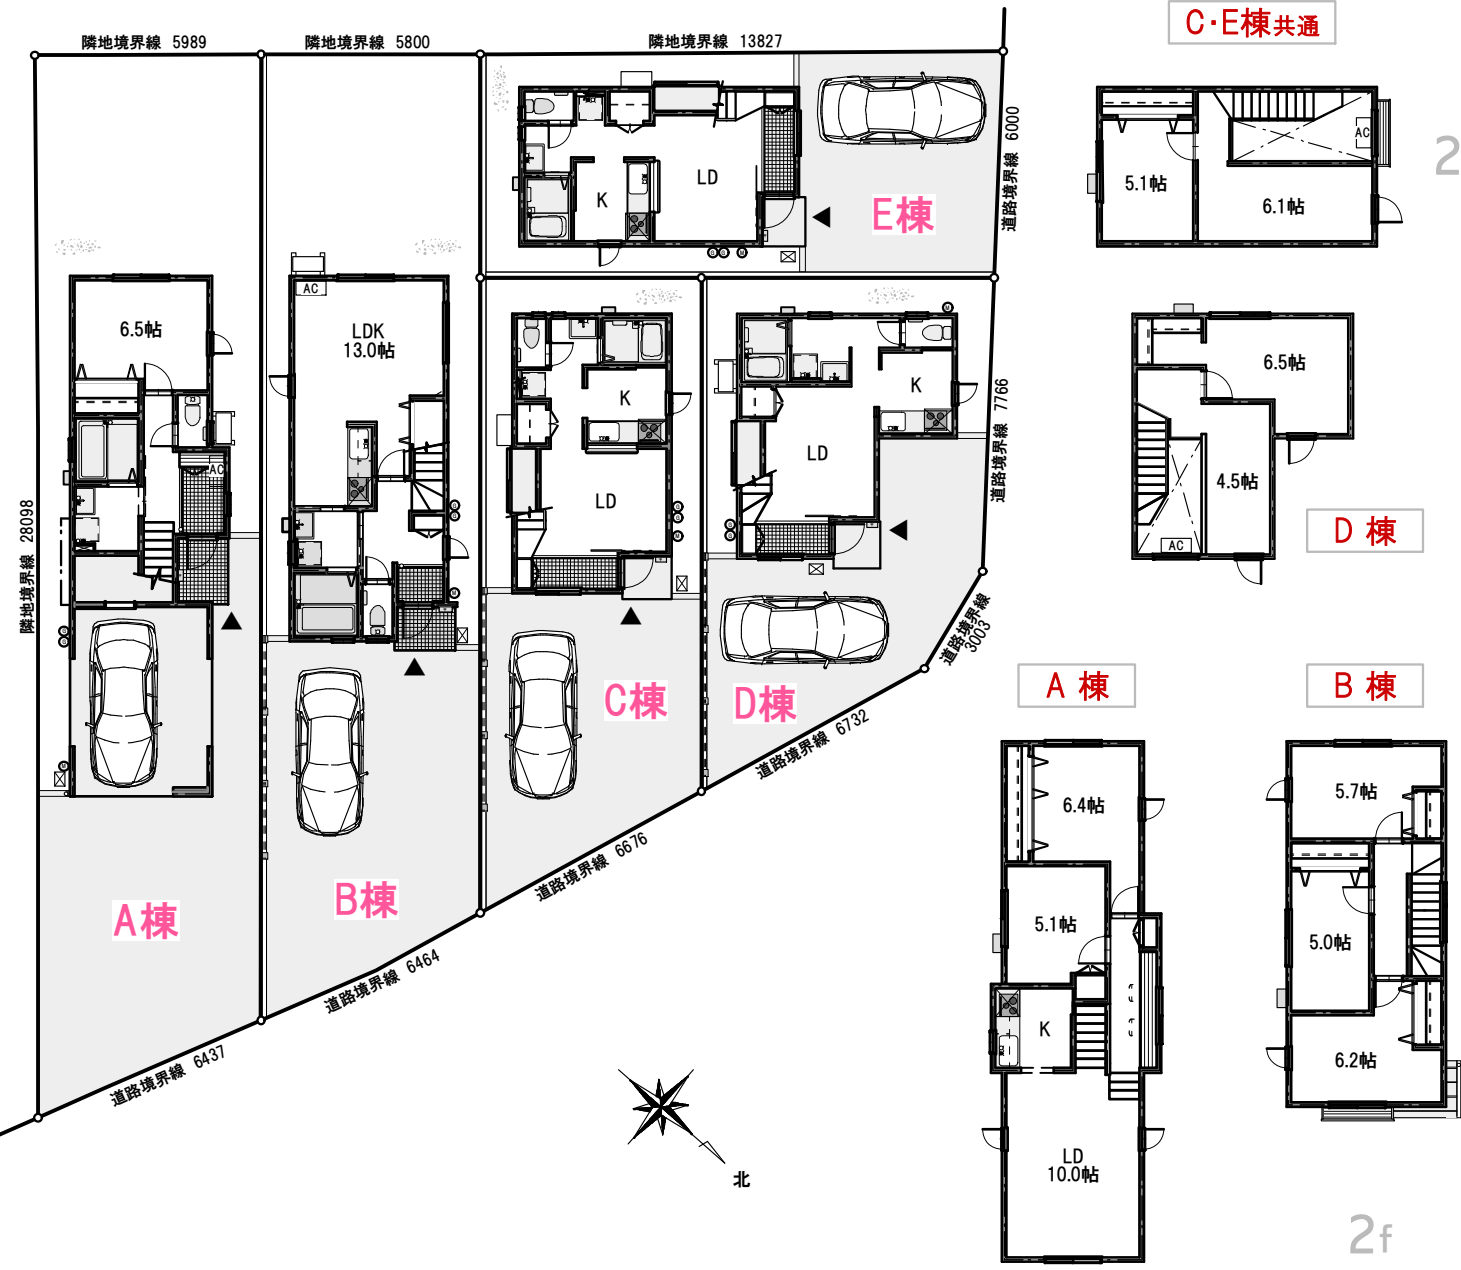 隣地境界線 5989
隣地境界線 5800
隣地境界線 13827
C・E棟共通
道路境界線 6000
AC
5.1帖
6.1帖
2
LD
K
E棟
6.5帖
AC
LDK
13.0帖
K
LD
K
LD
道路境界線 7766
6.5帖
4.5帖
AC
D 棟
AC
隣地境界線 28098
道路境界線
3003
C棟
D棟
道路境界線 6732
A 棟
B 棟
6.4帖
5.7帖
道路境界線 6676
B棟
A棟
5.1帖
5.0帖
道路境界線 6464
道路境界線 6437
K
6.2帖
LD
10.0帖
北
2f